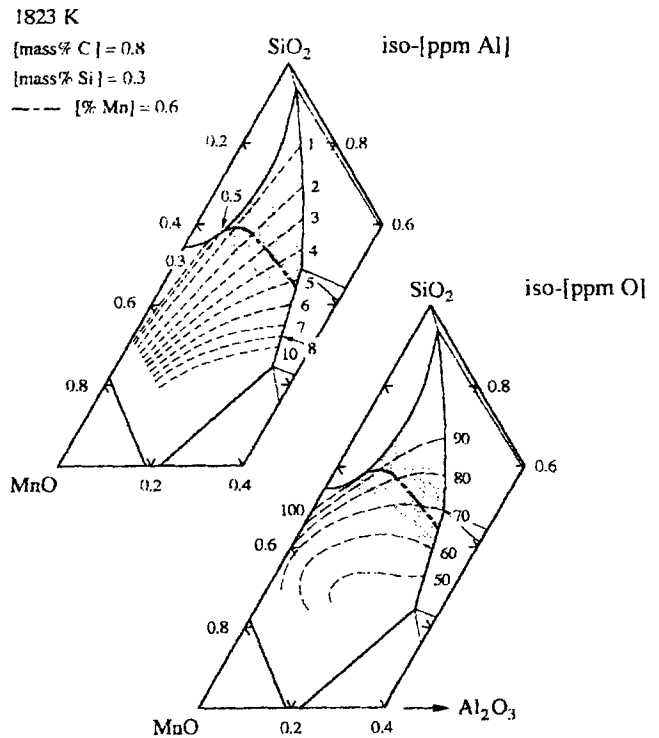 1823 K
[mass% C] = 0.8
[mass% Si] = 0.3
[% Mn] = 0.6
SiO2
iso-[ppm Al]
0.2
0.8
1
0.5
2
0.4
3
0.6
0.3
4
5
0.6
6
7
8
10
0.8
MnO
0.2
0.4
SiO2
iso-[ppm O]
0.8
90
0.6
80
100
70
0.6
60
50
0.8
MnO
0.2
0.4
Al2O3